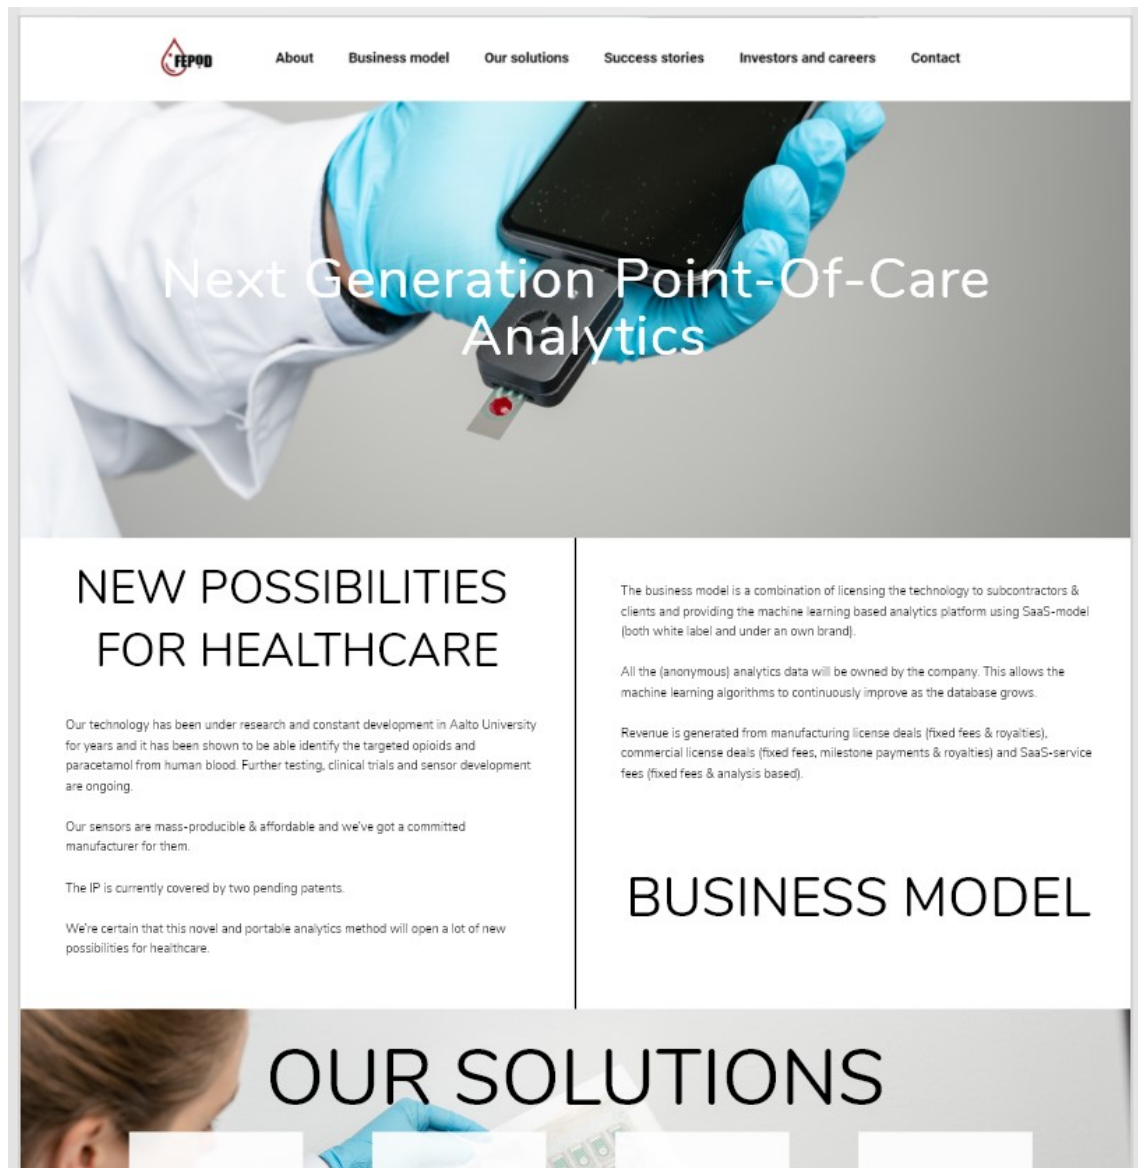 FEPOD
About Business model Our solutions Success stories Investors and careers Contact
Next Generation Point-Of-Care
Analytics
NEW POSSIBILITIES
FOR HEALTHCARE
Our technology has been under research and constant development in Aalto University
for years and it has been shown to be able identify the targeted opioids and
paracetamol from human blood. Further testing, clinical trials and sensor development
are ongoing.
Our sensors are mass-producible & affordable and we've got a committed
manufacturer for them.
The IP is currently covered by two pending patents.
We're certain that this novel and portable analytics method will open a lot of new
possibilities for healthcare.
The business model is a combination of licensing the technology to subcontractors &
clients and providing the machine learning based analytics platform using SaaS-model
(both white label and under an own brand).
All the (anonymous) analytics data will be owned by the company. This allows the
machine learning algorithms to continuously improve as the database grows.
Revenue is generated from manufacturing license deals (fixed fees & royalties),
commercial license deals (fixed fees, milestone payments & royalties) and SaaS-service
fees (fixed fees & analysis based).
BUSINESS MODEL
OUR SOLUTIONS